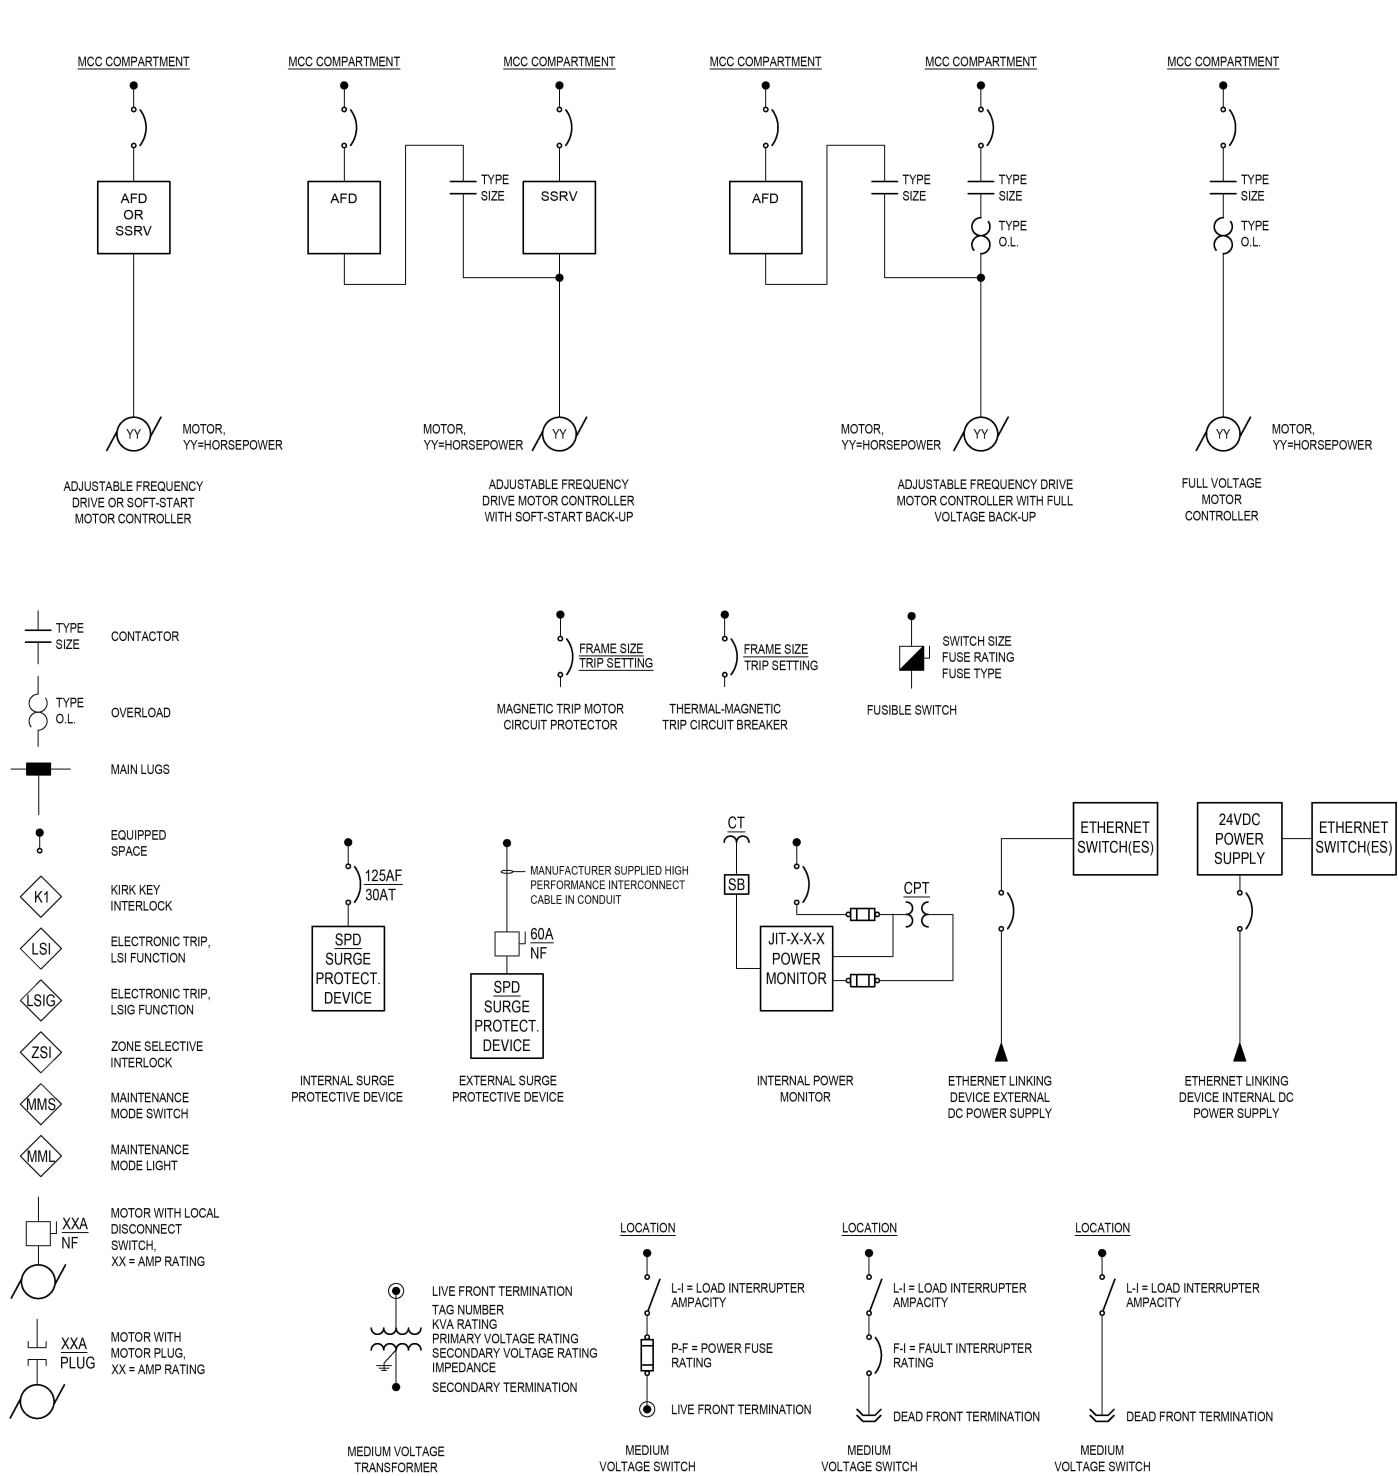 MCC COMPARTMENT
MCC COMPARTMENT
MCC COMPARTMENT
MCC COMPARTMENT
MCC COMPARTMENT
MCC COMPARTMENT
AFD
OR
SSRV
AFD
TYPE
SIZE
SSRV
AFD
TYPE
SIZE
TYPE
SIZE
TYPE
O.L.
TYPE
SIZE
TYPE
O.L.
YY
MOTOR,
YY=HORSEPOWER
MOTOR,
YY=HORSEPOWER
YY
MOTOR,
YY=HORSEPOWER
YY
YY
MOTOR,
YY=HORSEPOWER
ADJUSTABLE FREQUENCY
DRIVE OR SOFT-START
MOTOR CONTROLLER
ADJUSTABLE FREQUENCY
DRIVE MOTOR CONTROLLER
WITH SOFT-START BACK-UP
ADJUSTABLE FREQUENCY DRIVE
MOTOR CONTROLLER WITH FULL
VOLTAGE BACK-UP
FULL VOLTAGE
MOTOR
CONTROLLER
TYPE
SIZE
CONTACTOR
TYPE
O.L.
OVERLOAD
MAIN LUGS
EQUIPPED
SPACE
K1
KIRK KEY
INTERLOCK
LSI
ELECTRONIC TRIP,
LSI FUNCTION
LSIG
ELECTRONIC TRIP,
LSIG FUNCTION
ZSI
ZONE SELECTIVE
INTERLOCK
MMS
MAINTENANCE
MODE SWITCH
MML
MAINTENANCE
MODE LIGHT
XXA
NF
MOTOR WITH LOCAL
DISCONNECT
SWITCH,
XX = AMP RATING
XXA
PLUG
MOTOR WITH
MOTOR PLUG,
XX = AMP RATING
FRAME SIZE
TRIP SETTING
MAGNETIC TRIP MOTOR
CIRCUIT PROTECTOR
FRAME SIZE
TRIP SETTING
THERMAL-MAGNETIC
TRIP CIRCUIT BREAKER
SWITCH SIZE
FUSE RATING
FUSE TYPE
FUSIBLE SWITCH
125AF
30AT
SPD
SURGE
PROTECT.
DEVICE
INTERNAL SURGE
PROTECTIVE DEVICE
MANUFACTURER SUPPLIED HIGH
PERFORMANCE INTERCONNECT
CABLE IN CONDUIT
60A
NF
SPD
SURGE
PROTECT.
DEVICE
EXTERNAL SURGE
PROTECTIVE DEVICE
CT
SB
CPT
JIT-X-X-X
POWER
MONITOR
INTERNAL POWER
MONITOR
ETHERNET
SWITCH(ES)
ETHERNET LINKING
DEVICE EXTERNAL
DC POWER SUPPLY
24VDC
POWER
SUPPLY
ETHERNET
SWITCH(ES)
ETHERNET LINKING
DEVICE INTERNAL DC
POWER SUPPLY
LIVE FRONT TERMINATION
TAG NUMBER
KVA RATING
PRIMARY VOLTAGE RATING
SECONDARY VOLTAGE RATING
IMPEDANCE
SECONDARY TERMINATION
MEDIUM VOLTAGE
TRANSFORMER
LOCATION
L-I = LOAD INTERRUPTER
AMPACITY
P-F = POWER FUSE
RATING
LIVE FRONT TERMINATION
MEDIUM
VOLTAGE SWITCH
LOCATION
L-I = LOAD INTERRUPTER
AMPACITY
F-I = FAULT INTERRUPTER
RATING
DEAD FRONT TERMINATION
MEDIUM
VOLTAGE SWITCH
LOCATION
L-I = LOAD INTERRUPTER
AMPACITY
DEAD FRONT TERMINATION
MEDIUM
VOLTAGE SWITCH